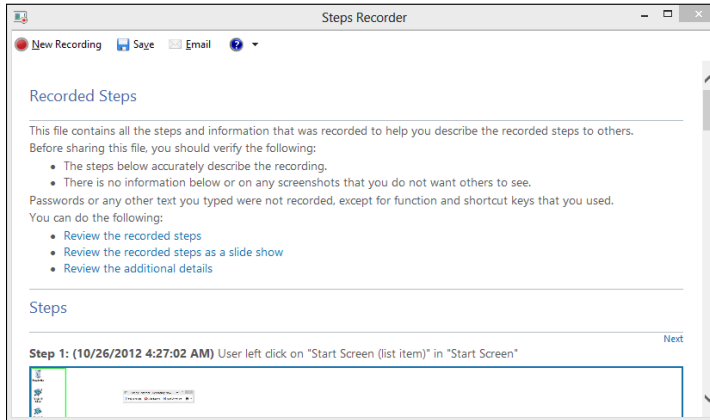 Steps Recorder
New Recording Save Email
Recorded Steps
This file contains all the steps and information that was recorded to help you describe the recorded steps to others.
Before sharing this file, you should verify the following:
• The steps below accurately describe the recording.
• There is no information below or on any screenshots that you do not want others to see.
Passwords or any other text you typed were not recorded, except for function and shortcut keys that you used.
You can do the following:
• Review the recorded steps
• Review the recorded steps as a slide show
• Review the additional details
Steps
Next
Step 1: (10/26/2012 4:27:02 AM) User left click on "Start Screen (list item)" in "Start Screen"